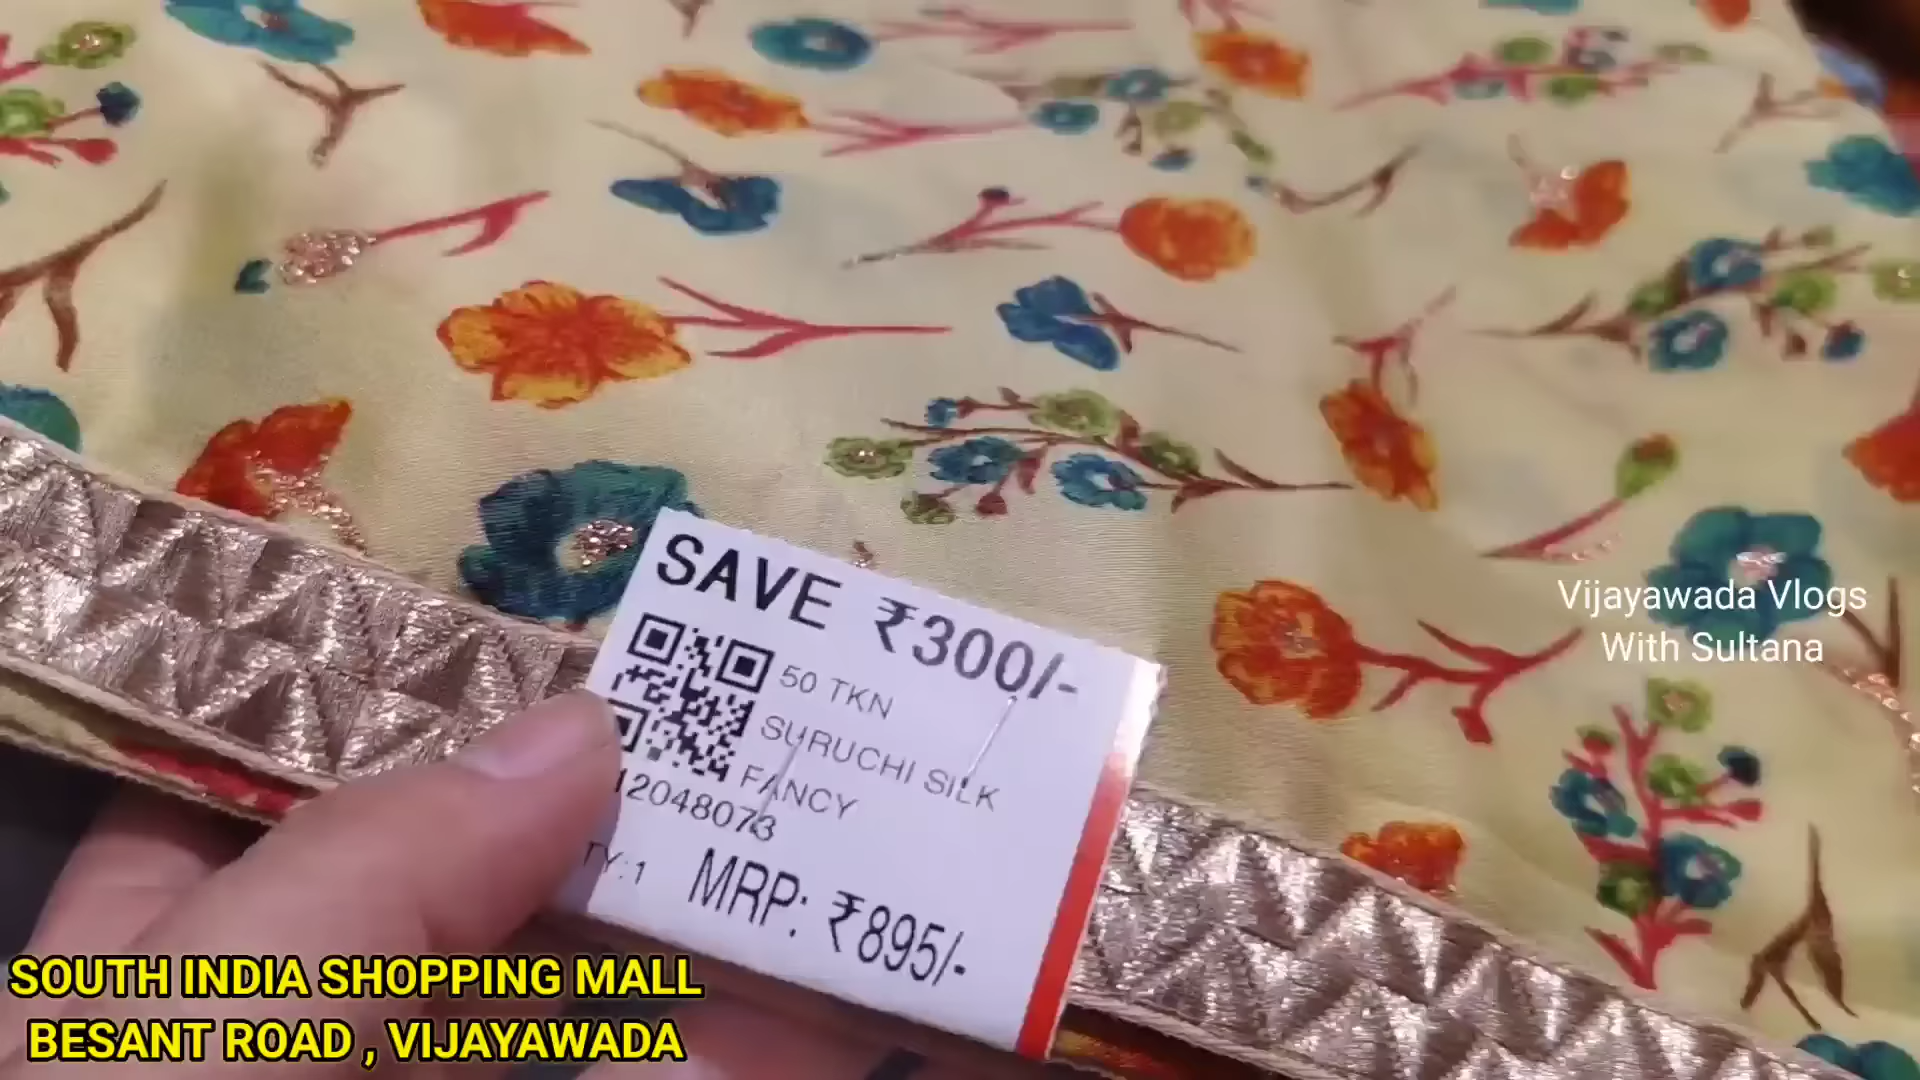 SAVE ₹300/-
50 TKN
SURUCHI SILK
FANCY
12048073
TY:1
MRP: ₹895/-
Vijayawada Vlogs
With Sultana
SOUTH INDIA SHOPPING MALL
BESANT ROAD , VIJAYAWADA